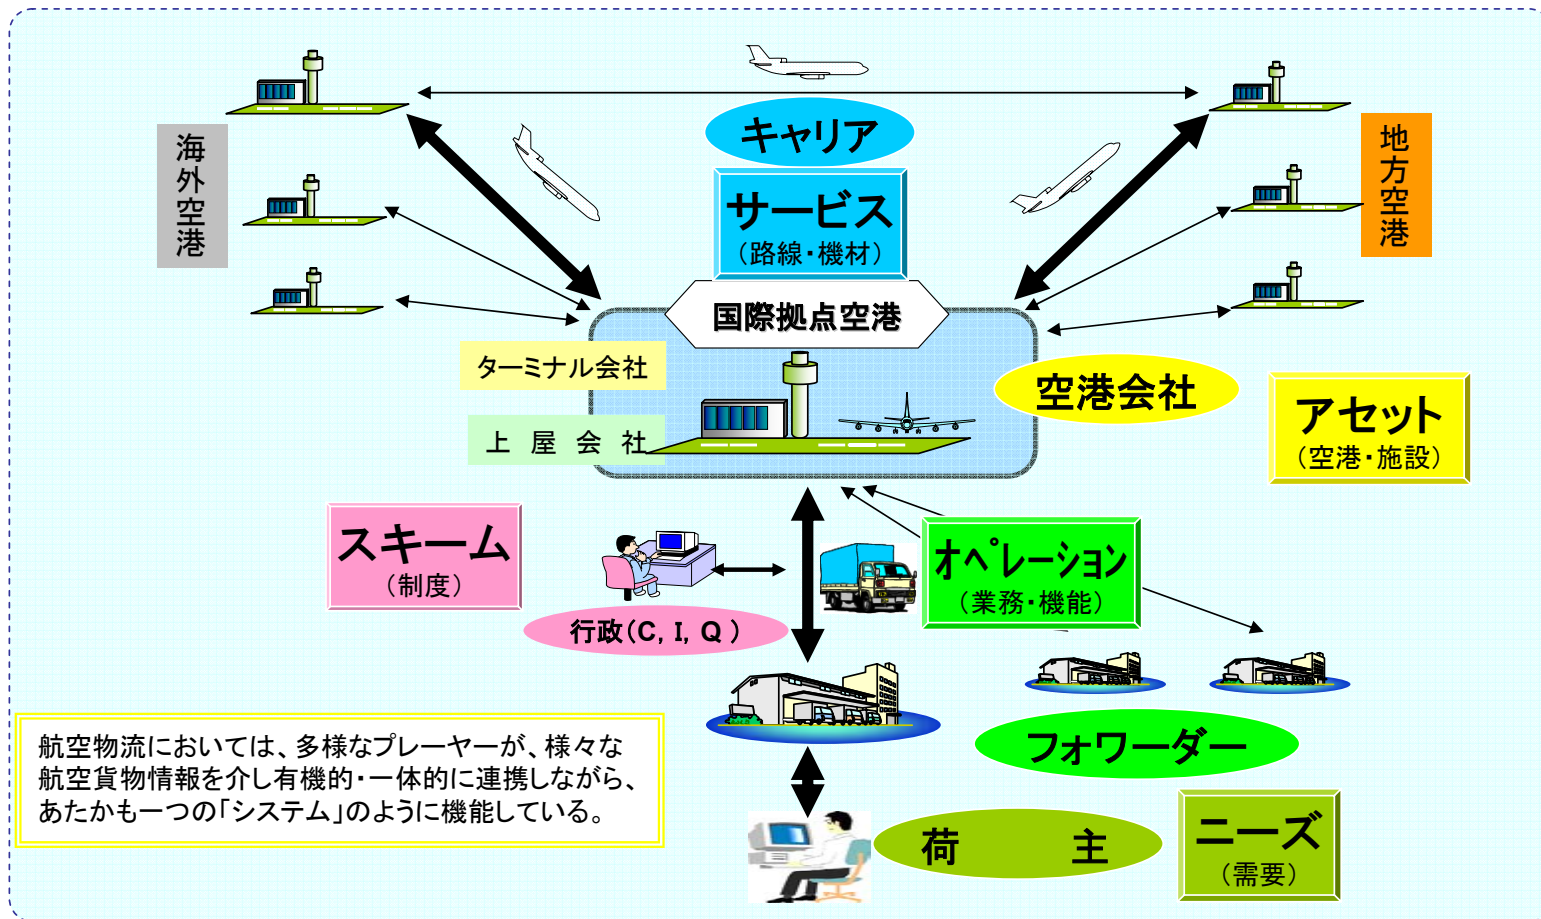 キャリア
海外空港
地方空港
サービス
（路線・機材）
国際拠点空港
ターミナル会社
空港会社
アセット
（空港・施設）
上 屋 会 社
スキーム
（制度）
オペレーション
（業務・機能）
行政（C, I, Q ）
フォワーダー
航空物流においては、多様なプレーヤーが、様々な
航空貨物情報を介し有機的・一体的に連携しながら、
あたかも一つの「システム」のように機能している。
荷 主
ニーズ
（需要）